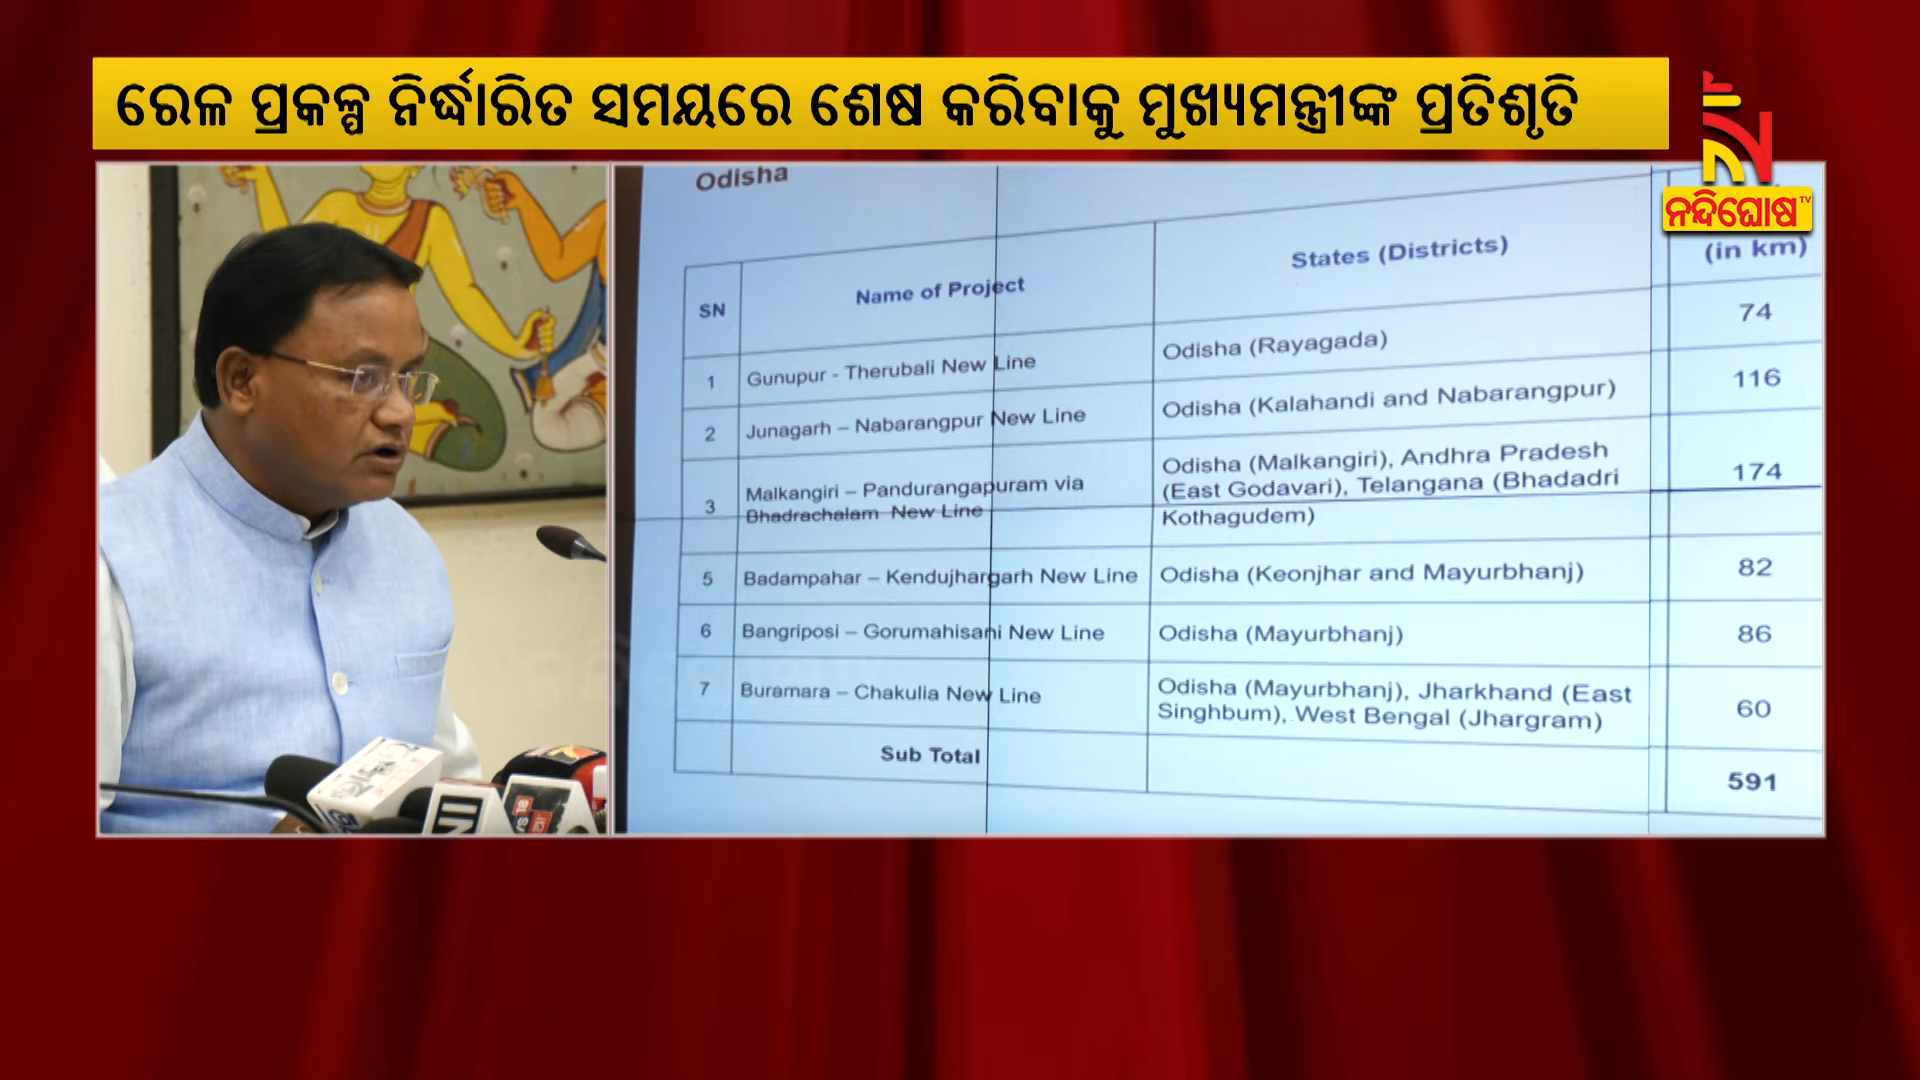 ରେଳ ପ୍ରକଳ୍ପ ନିର୍ଦ୍ଧାରିତ ସମୟରେ ଶେଷ କରିବାକୁ ମୁଖ୍ୟମନ୍ତ୍ରୀଙ୍କ ପ୍ରତିଶୃତି
ନନ୍ଦିଘୋଷ TV
Odisha
SN
Name of Project
States (Districts)
(in km)
1
Gunupur - Therubali New Line
Odisha (Rayagada)
74
2
Junagarh – Nabarangpur New Line
Odisha (Kalahandi and Nabarangpur)
116
3
Malkangiri – Pandurangapuram via
Bhadrachalam New Line
Odisha (Malkangiri), Andhra Pradesh
(East Godavari), Telangana (Bhadadri
Kothagudem)
174
5
Badampahar – Kendujhargarh New Line
Odisha (Keonjhar and Mayurbhanj)
82
6
Bangriposi – Gorumahisani New Line
Odisha (Mayurbhanj)
86
7
Buramara – Chakulia New Line
Odisha (Mayurbhanj), Jharkhand (East
Singhbum), West Bengal (Jhargram)
60
Sub Total
591